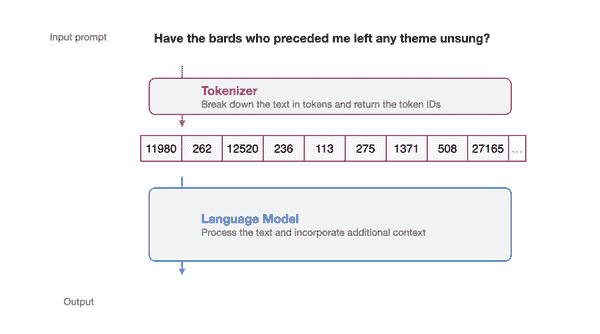 Input prompt
Have the bards who preceded me left any theme unsung?
Tokenizer
Break down the text in tokens and return the token IDs
11980 262 12520 236 113 275 1371 508 27165 ...
Language Model
Process the text and incorporate additional context
Output